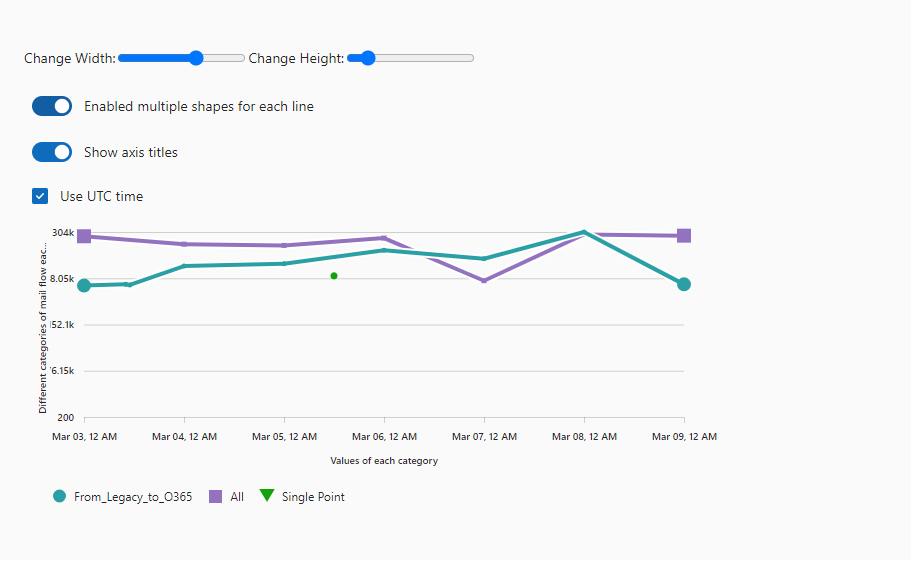 Change Width: Change Height:
Enabled multiple shapes for each line
Show axis titles
Use UTC time
Different categories of mail flow eac...
304k
8.05k
52.1k
6.15k
200
Mar 03, 12 AM Mar 04, 12 AM Mar 05, 12 AM Mar 06, 12 AM Mar 07, 12 AM Mar 08, 12 AM Mar 09, 12 AM
Values of each category
From_Legacy_to_O365 All Single Point